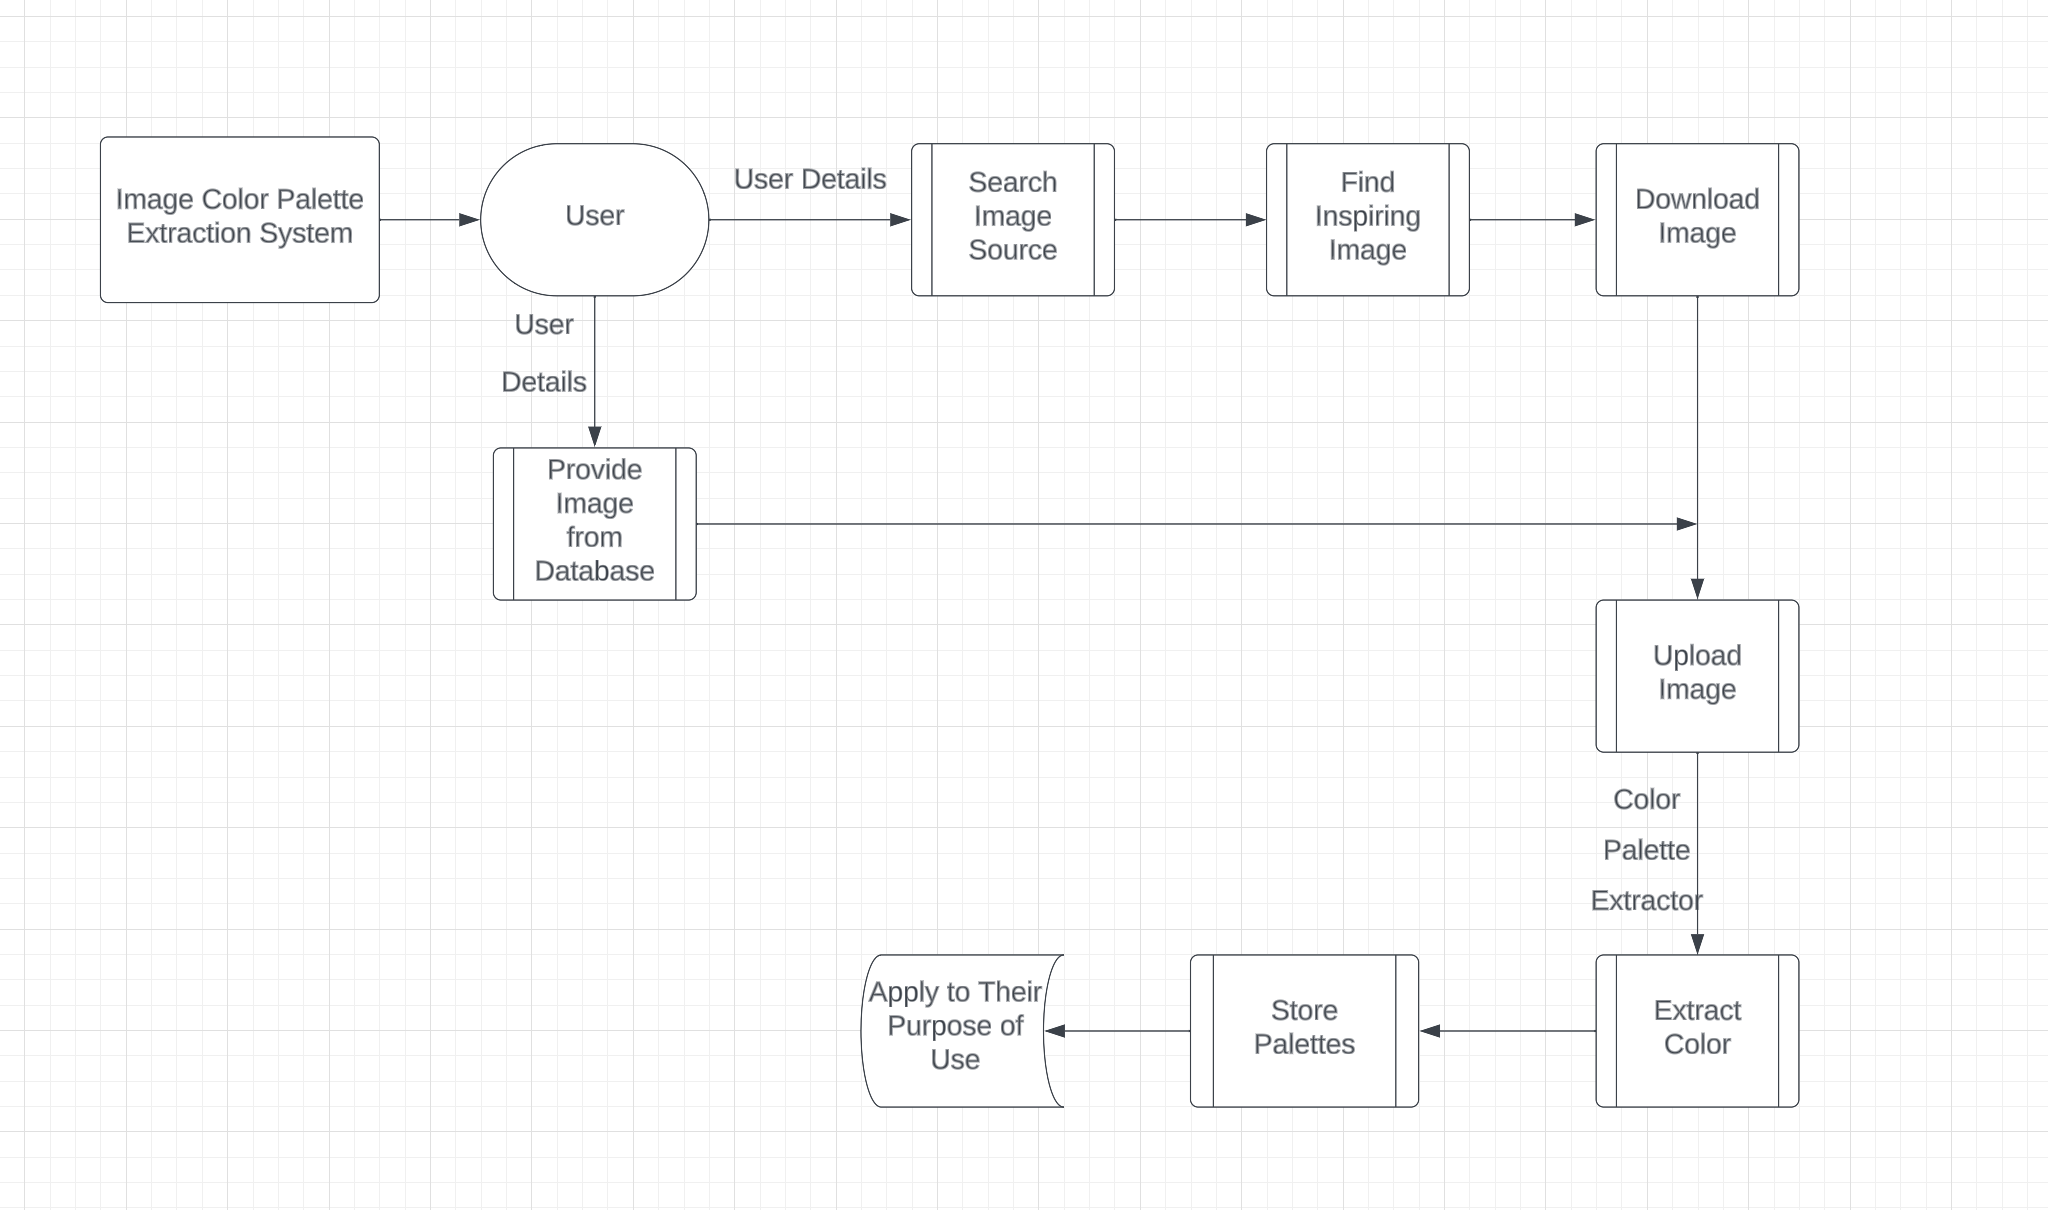 Image Color Palette
Extraction System
User
User Details
Search
Image
Source
Find
Inspiring
Image
Download
Image
User
Details
Provide
Image
from
Database
Upload
Image
Color
Palette
Extractor
Extract
Color
Store
Palettes
Apply to Their
Purpose of
Use